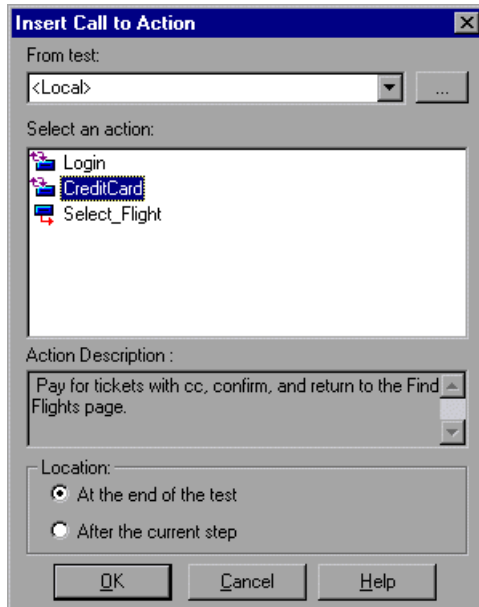 Insert Call to Action
From test:
<Local>
...
Select an action:
Login
CreditCard
Select_Flight
Action Description :
Pay for tickets with cc, confirm, and return to the Find
Flights page.
Location:
At the end of the test
After the current step
OK Cancel Help